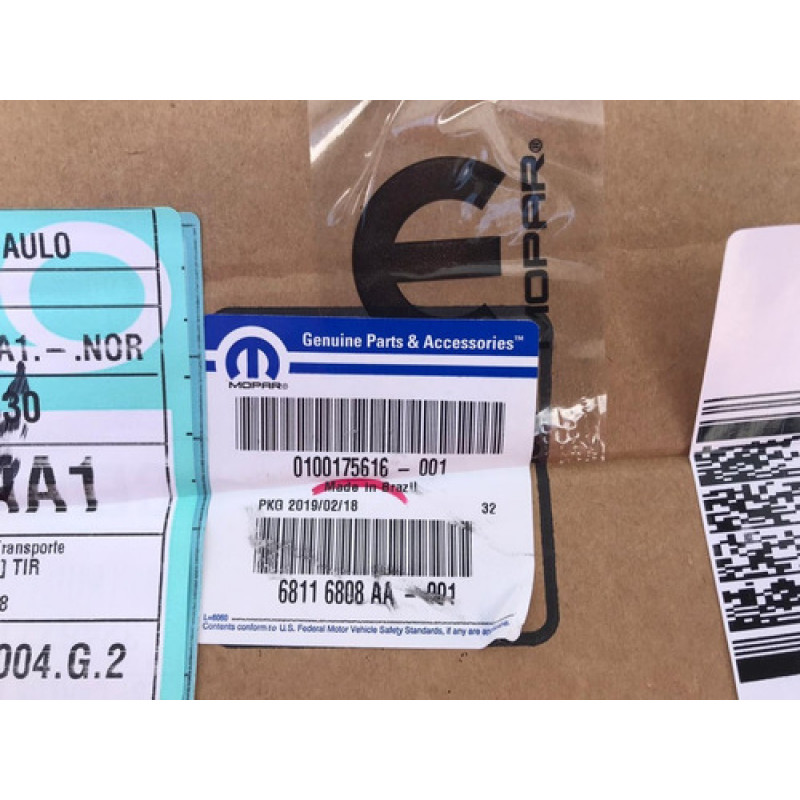 MOPAR®
AULO
A1.-.NOR
30
AA1
Transporte
] TIR
8
004.G.2
Genuine Parts & Accessories™
MOPAR®
0100175616 - 001
Made in Brazil
PKG 2019/02/18 32
6811 6808 AA - 001
L=6060
Contents conform to U.S. Federal Motor Vehicle Safety Standards, if any are